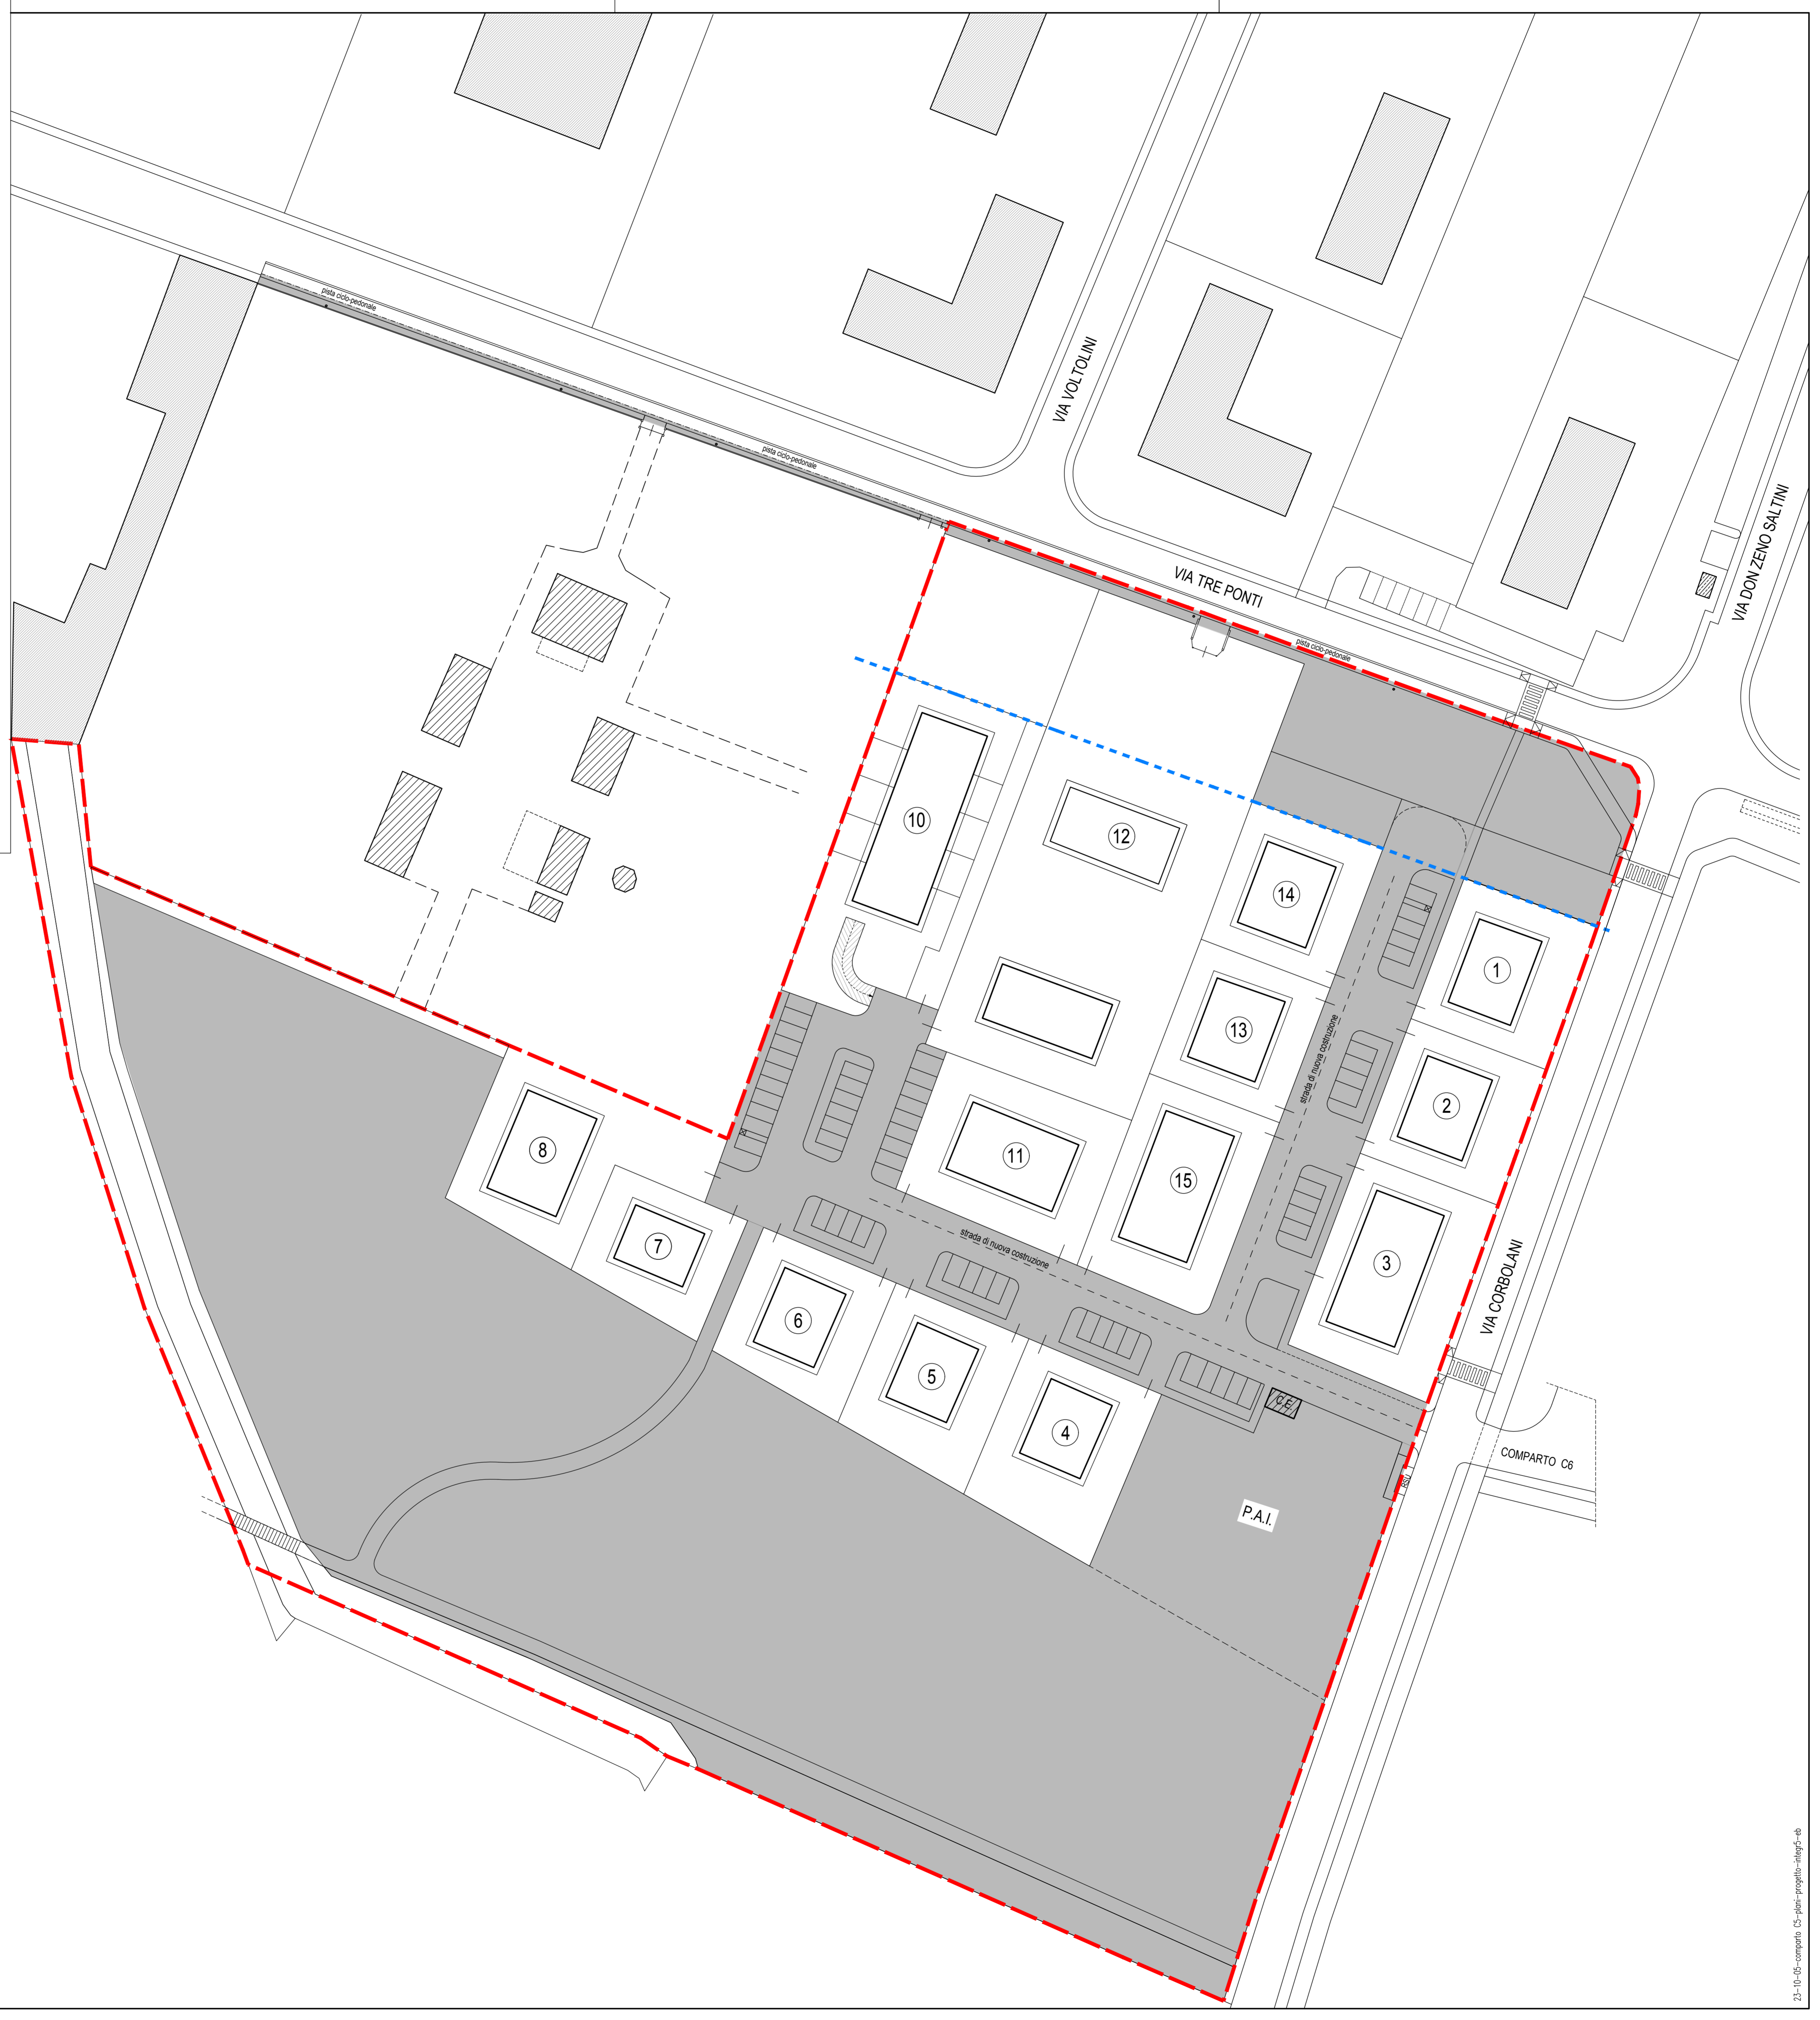 pista ciclo-pedonale
VIA VOLTOLINI
pista ciclo-pedonale
VIA DON ZENO SALTINI
VIA TRE PONTI
pista ciclo-pedonale
10
12
14
1
13
strada di nuova costruzione
2
8
11
15
7
strada di nuova costruzione
3
6
VIA CORBOLANI
5
C.E.
4
COMPARTO C6
RSU
P.A.I.
23-10-05-comparto C5-plani-progetto-integr5-eb